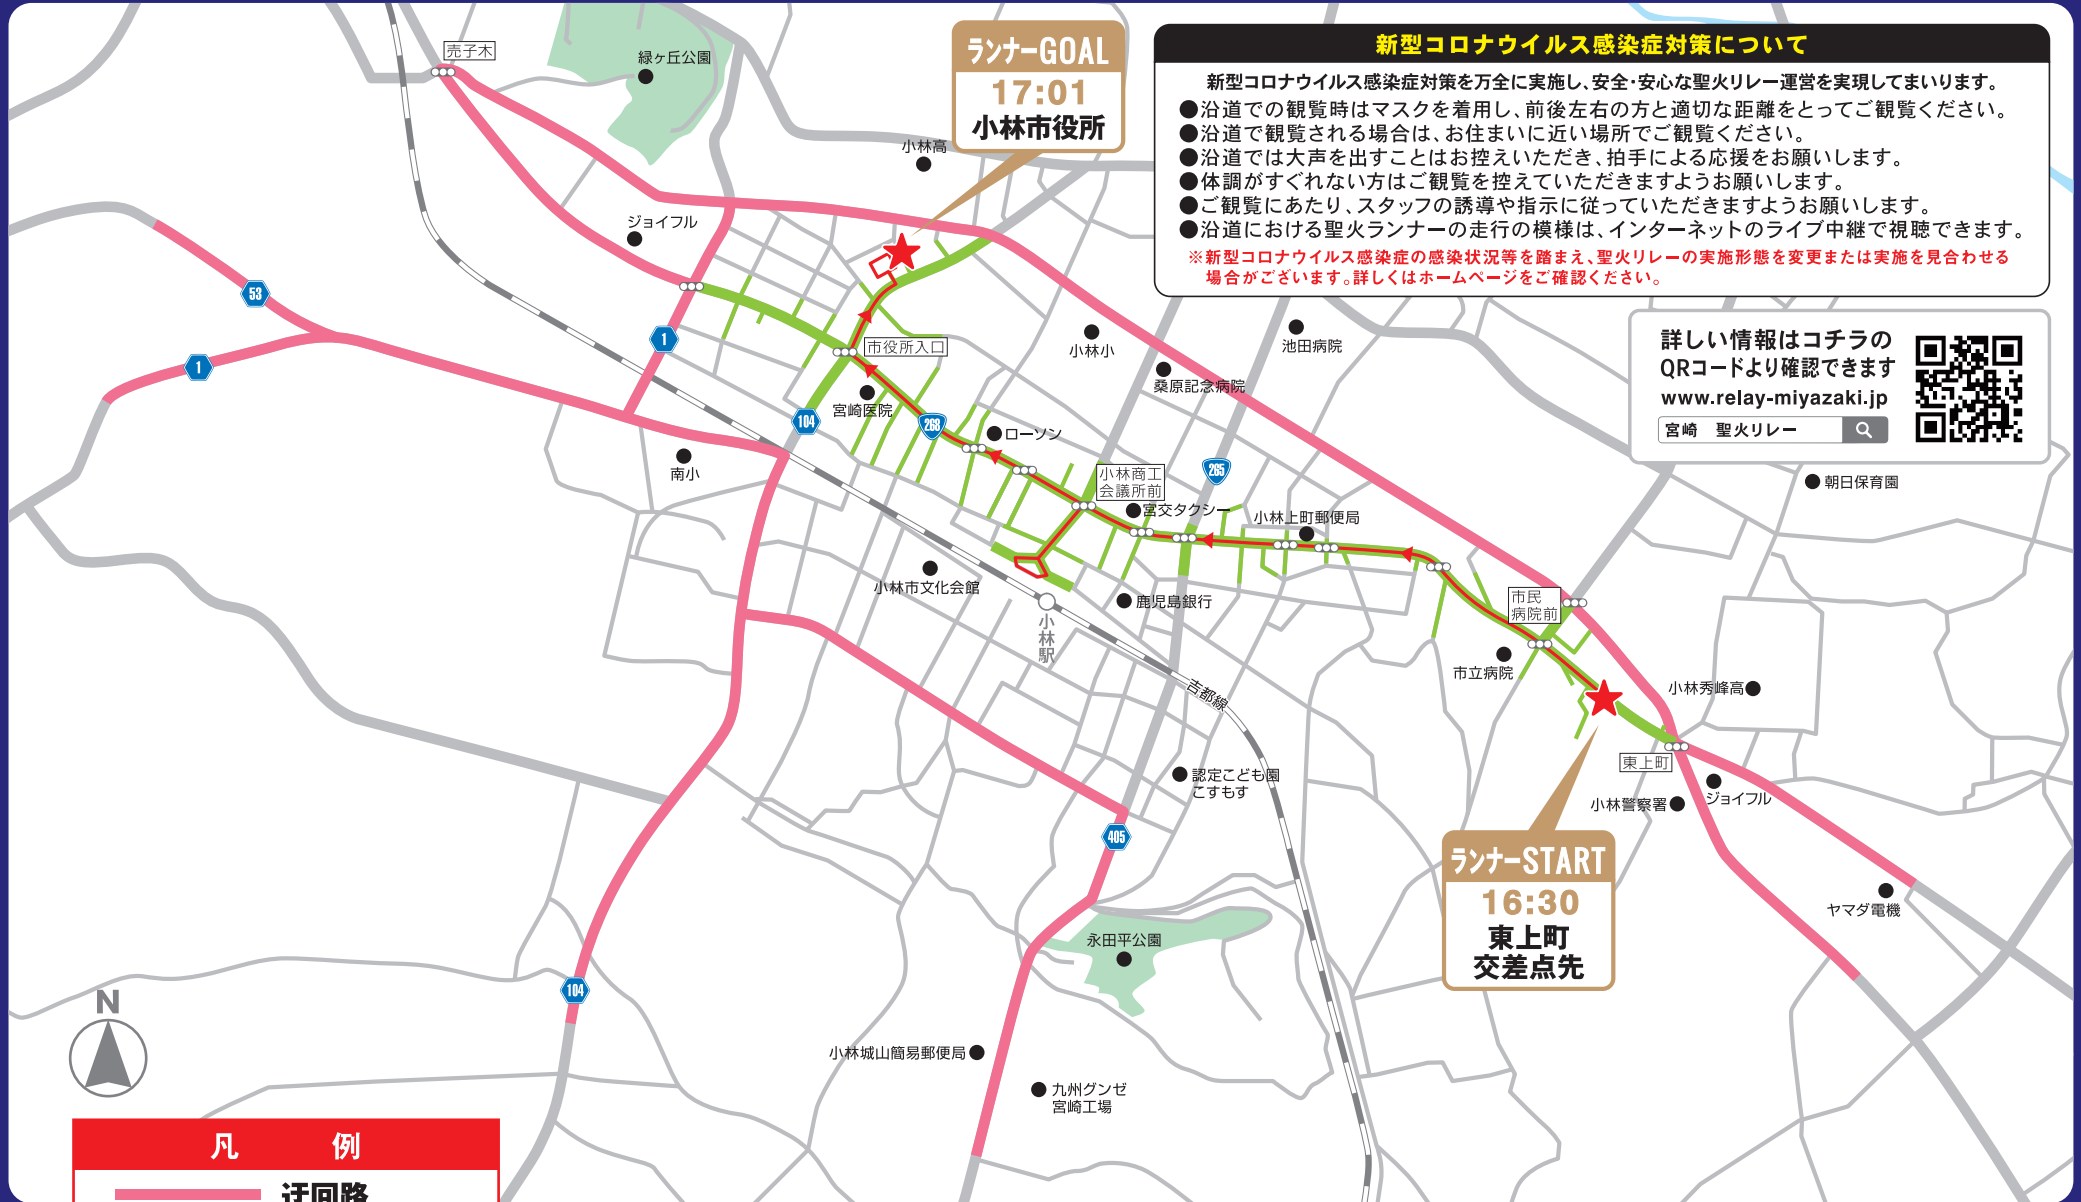 売子木
緑ヶ丘公園
ランナーGOAL
17:01
小林市役所
小林高
ジョイフル
新型コロナウイルス感染症対策について
新型コロナウイルス感染症対策を万全に実施し、安全・安心な聖火リレー運営を実現してまいります。
●沿道での観覧時はマスクを着用し、前後左右の方と適切な距離をとってご観覧ください。
●沿道で観覧される場合は、お住まいに近い場所でご観覧ください。
●沿道では大声を出すことはお控えいただき、拍手による応援をお願いします。
●体調がすぐれない方はご観覧を控えていただきますようお願いします。
●ご観覧にあたり、スタッフの誘導や指示に従っていただきますようお願いします。
●沿道における聖火ランナーの走行の模様は、インターネットのライブ中継で視聴できます。
※新型コロナウイルス感染症の感染状況等を踏まえ、聖火リレーの実施形態を変更または実施を見合わせる
場合がございます。詳しくはホームページをご確認ください。
詳しい情報はコチラの
QRコードより確認できます
www.relay-miyazaki.jp
宮崎　聖火リレー
53
1
1
市役所入口
小林小
池田病院
桑原記念病院
宮崎医院
104
268
ローソン
南小
小林商工
会議所前
265
宮交タクシー
小林上町郵便局
朝日保育園
小林市文化会館
鹿児島銀行
小林駅
市民
病院前
市立病院
小林秀峰高
吉都線
東上町
認定こども園
こすもす
小林警察署
ジョイフル
405
ランナーSTART
16:30
東上町
交差点先
ヤマダ電機
永田平公園
104
N
小林城山簡易郵便局
九州グンゼ
宮崎工場
凡　例
迂回路